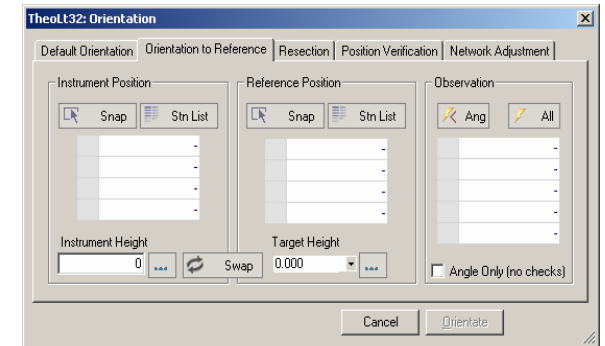 TheoLt32: Orientation
Default Orientation Orientation to Reference Resection Position Verification Network Adjustment
Instrument Position Reference Position Observation
Snap Stn List Snap Stn List Ang All
- - -
- - -
- - -
- - -
-
Instrument Height Target Height
0 ... Swap 0.000 ... Angle Only (no checks)
Cancel Orientate